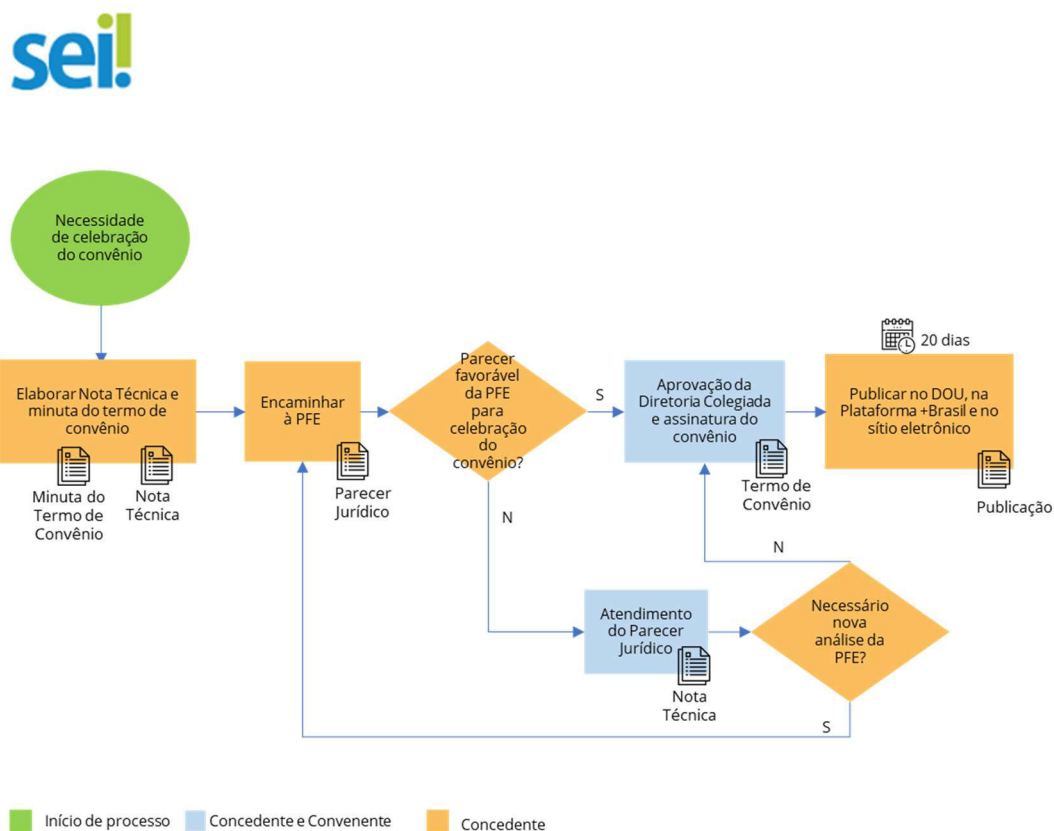 sei!
Necessidade
de celebração
do convênio
Elaborar Nota Técnica e
minuta do termo de
convênio
Minuta do
Termo de
Convênio
Nota
Técnica
Encaminhar
à PFE
Parecer
Jurídico
Parecer
favorável
da PFE
para
celebração
do
convênio?
S
N
Aprovação da
Diretoria Colegiada
e assinatura do
convênio
Termo de
Convênio
20 dias
Publicar no DOU, na
Plataforma +Brasil e no
sítio eletrônico
Publicação
Atendimento
do Parecer
Jurídico
Nota
Técnica
Necessário
nova
análise da
PFE?
N
S
Início de processo
Concedente e Convenente
Concedente